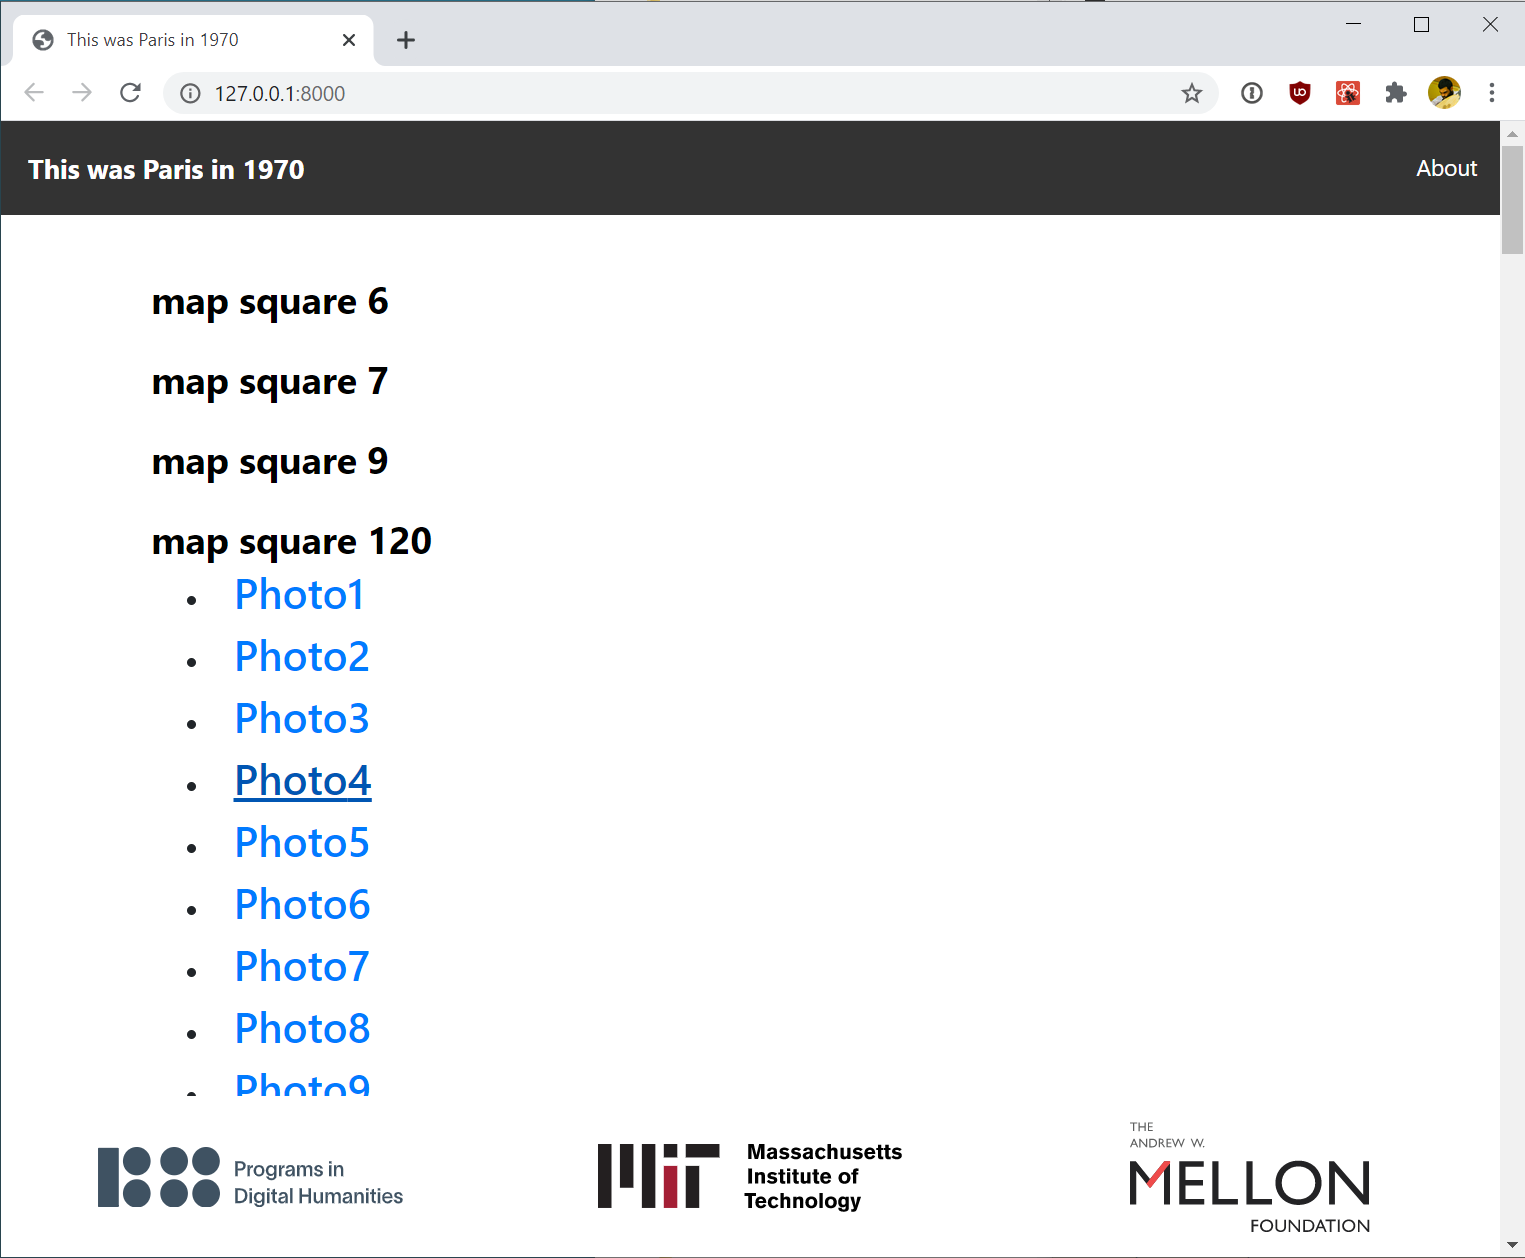 This was Paris in 1970
127.0.0.1:8000
This was Paris in 1970
About
map square 6
map square 7
map square 9
map square 120
Photo1
Photo2
Photo3
Photo4
Photo5
Photo6
Photo7
Photo8
Photo9
Programs in
Digital Humanities
MIT
Massachusetts
Institute of
Technology
THE
ANDREW W.
MELLON
FOUNDATION